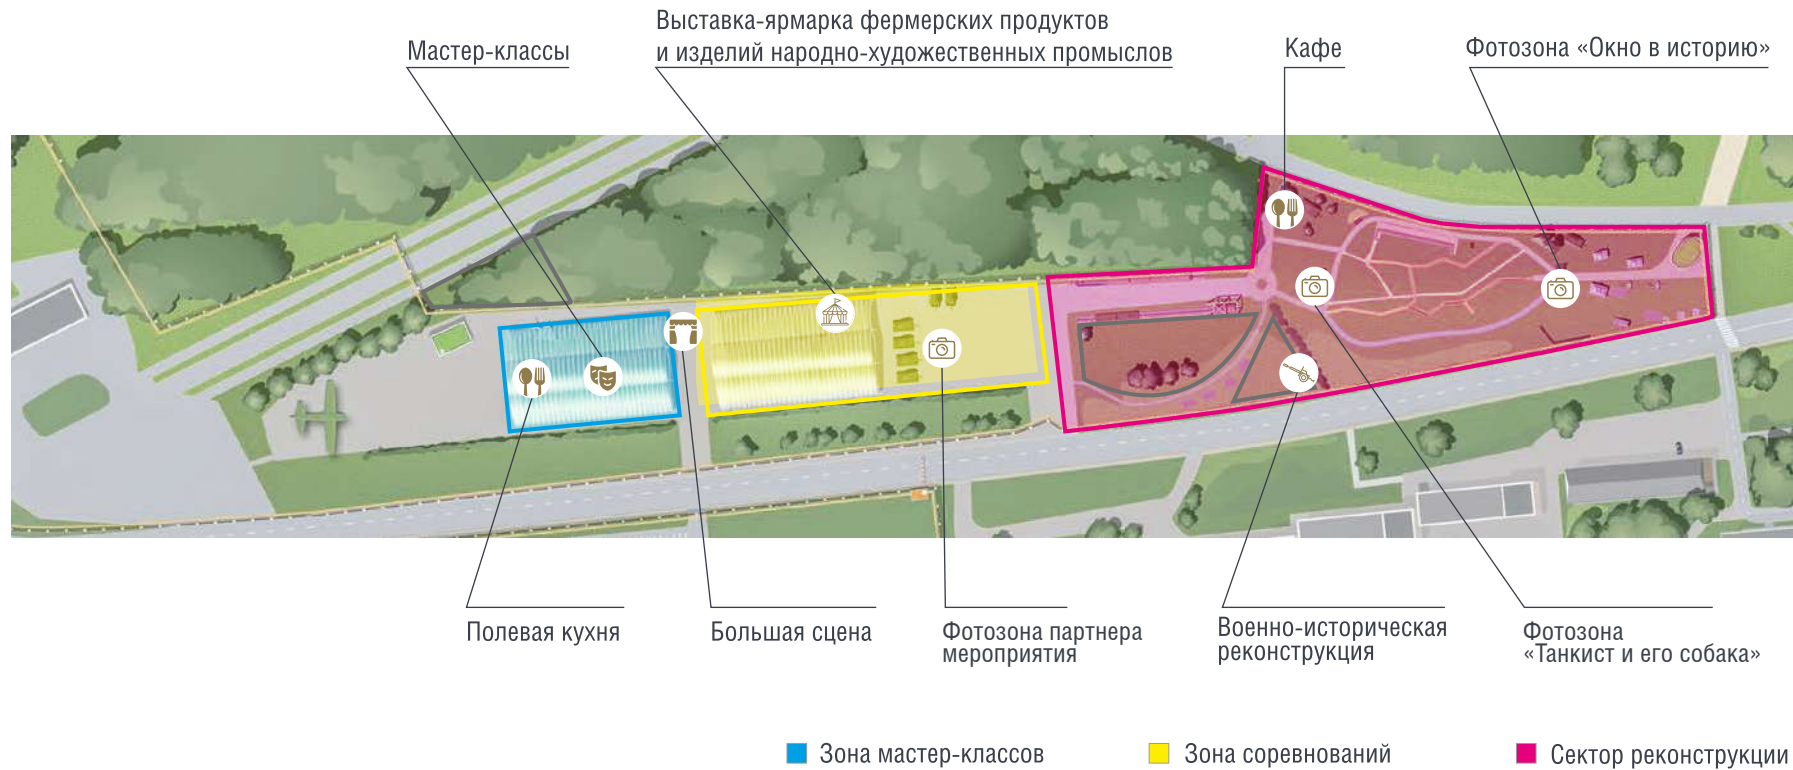 Выставка-ярмарка фермерских продуктов
и изделий народно-художественных промыслов
Мастер-классы
Кафе
Фотозона «Окно в историю»
Полевая кухня
Большая сцена
Фотозона партнера
мероприятия
Военно-историческая
реконструкция
Фотозона
«Танкист и его собака»
Зона мастер-классов
Зона соревнований
Сектор реконструкции